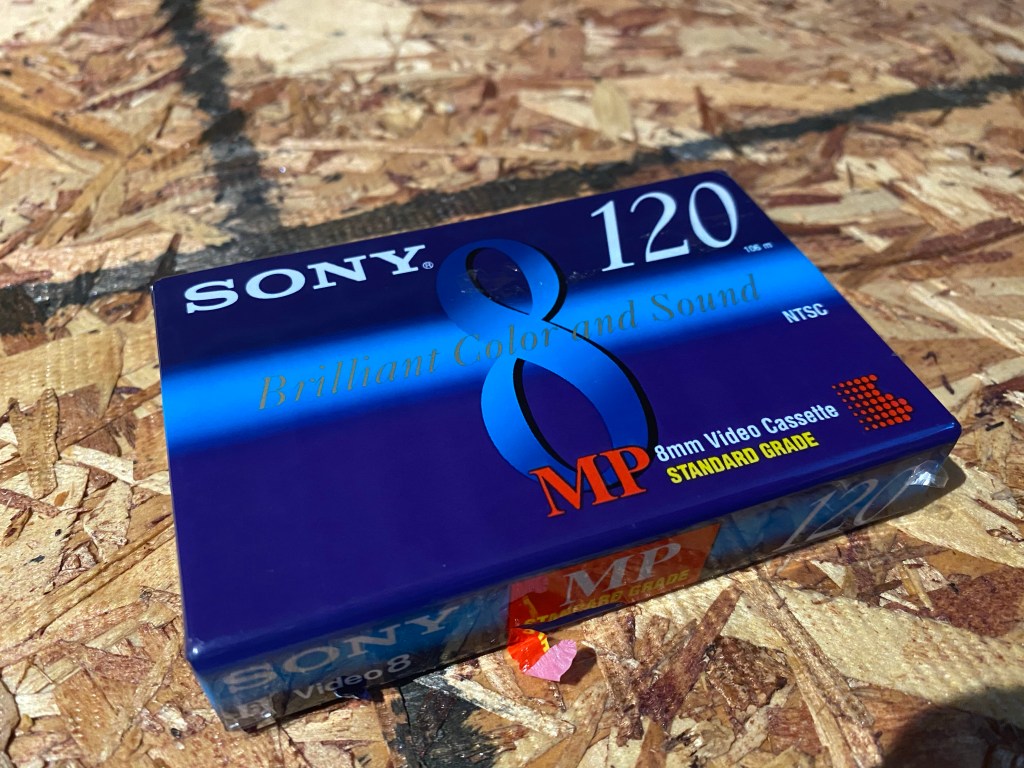 SONY®
8
120
106 m
Brilliant Color and Sound
NTSC
MP
8mm Video Cassette
STANDARD GRADE
SONY
Video 8
MP
STANDARD GRADE
120